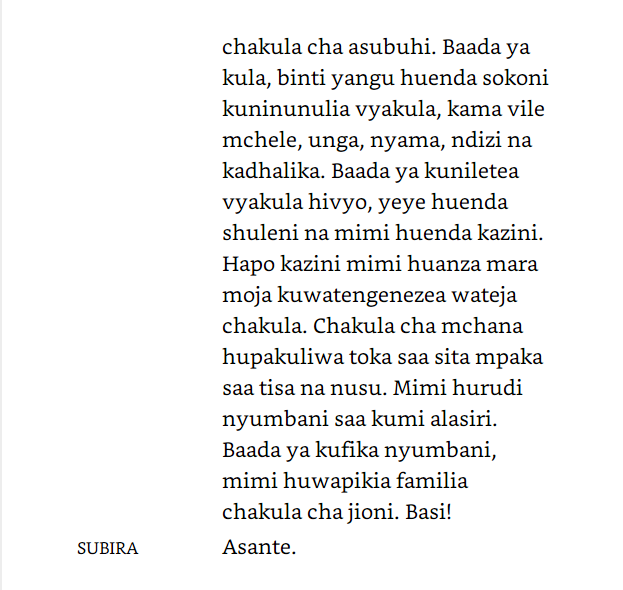 chakula cha asubuhi. Baada ya
kula, binti yangu huenda sokoni
kuninunulia vyakula, kama vile
mchele, unga, nyama, ndizi na
kadhalika. Baada ya kuniletea
vyakula hivyo, yeye huenda
shuleni na mimi huenda kazini.
Hapo kazini mimi huanza mara
moja kuwatengenezea wateja
chakula. Chakula cha mchana
hupakuliwa toka saa sita mpaka
saa tisa na nusu. Mimi hurudi
nyumbani saa kumi alasiri.
Baada ya kufika nyumbani,
mimi huwapikia familia
chakula cha jioni. Basi!
SUBIRA Asante.